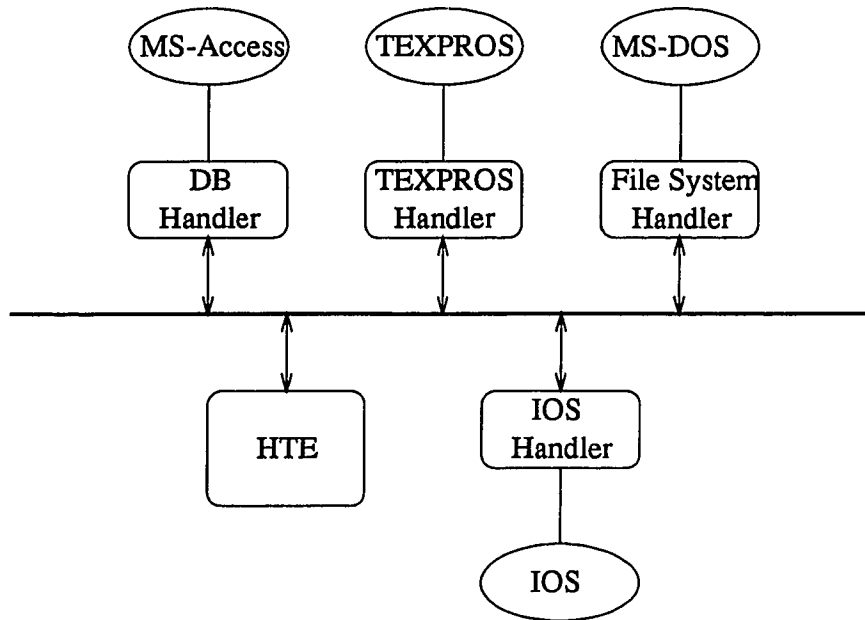 MS-Access
TEXPROS
MS-DOS
DB
Handler
TEXPROS
Handler
File System
Handler
HTE
IOS
Handler
IOS